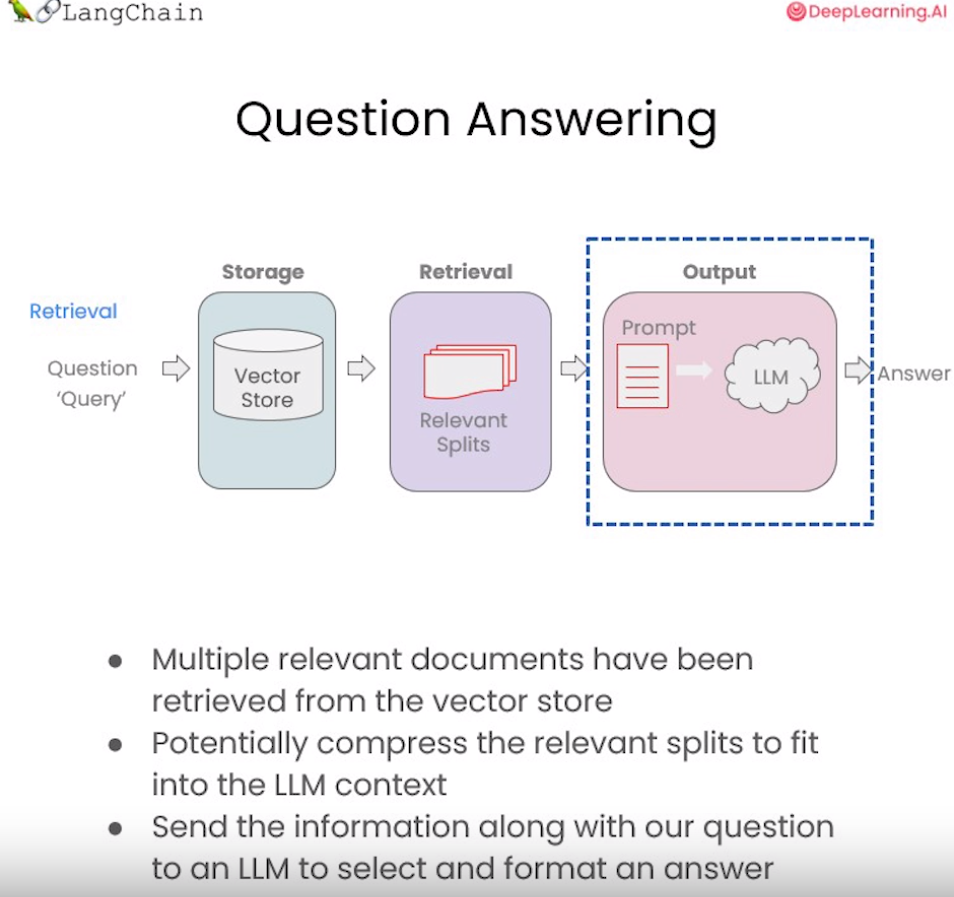 LangChain
DeepLearning.AI
Question Answering
Storage
Retrieval
Output
Retrieval
Question
‘Query’
Vector
Store
Relevant
Splits
Prompt
LLM
Answer
● Multiple relevant documents have been
retrieved from the vector store
● Potentially compress the relevant splits to fit
into the LLM context
● Send the information along with our question
to an LLM to select and format an answer